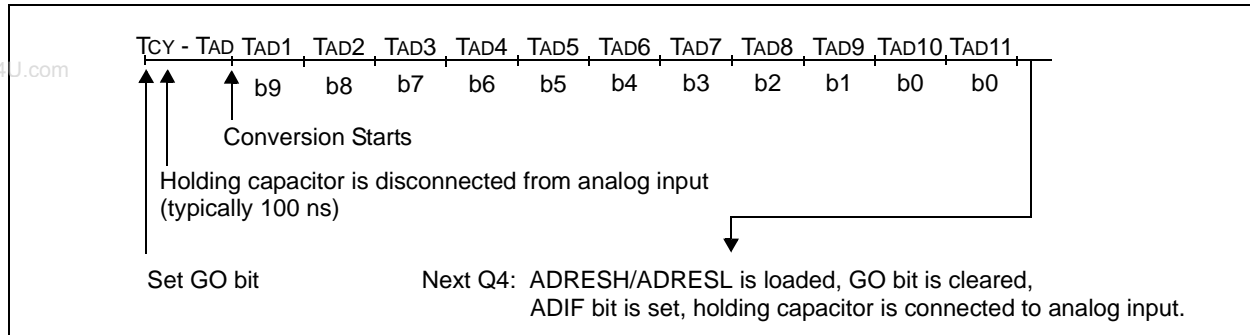 TCY - TAD TAD1 TAD2 TAD3 TAD4 TAD5 TAD6 TAD7 TAD8 TAD9 TAD10 TAD11
4U.com
b9 b8 b7 b6 b5 b4 b3 b2 b1 b0 b0
Conversion Starts
Holding capacitor is disconnected from analog input
(typically 100 ns)
Set GO bit
Next Q4: ADRESH/ADRESL is loaded, GO bit is cleared,
ADIF bit is set, holding capacitor is connected to analog input.